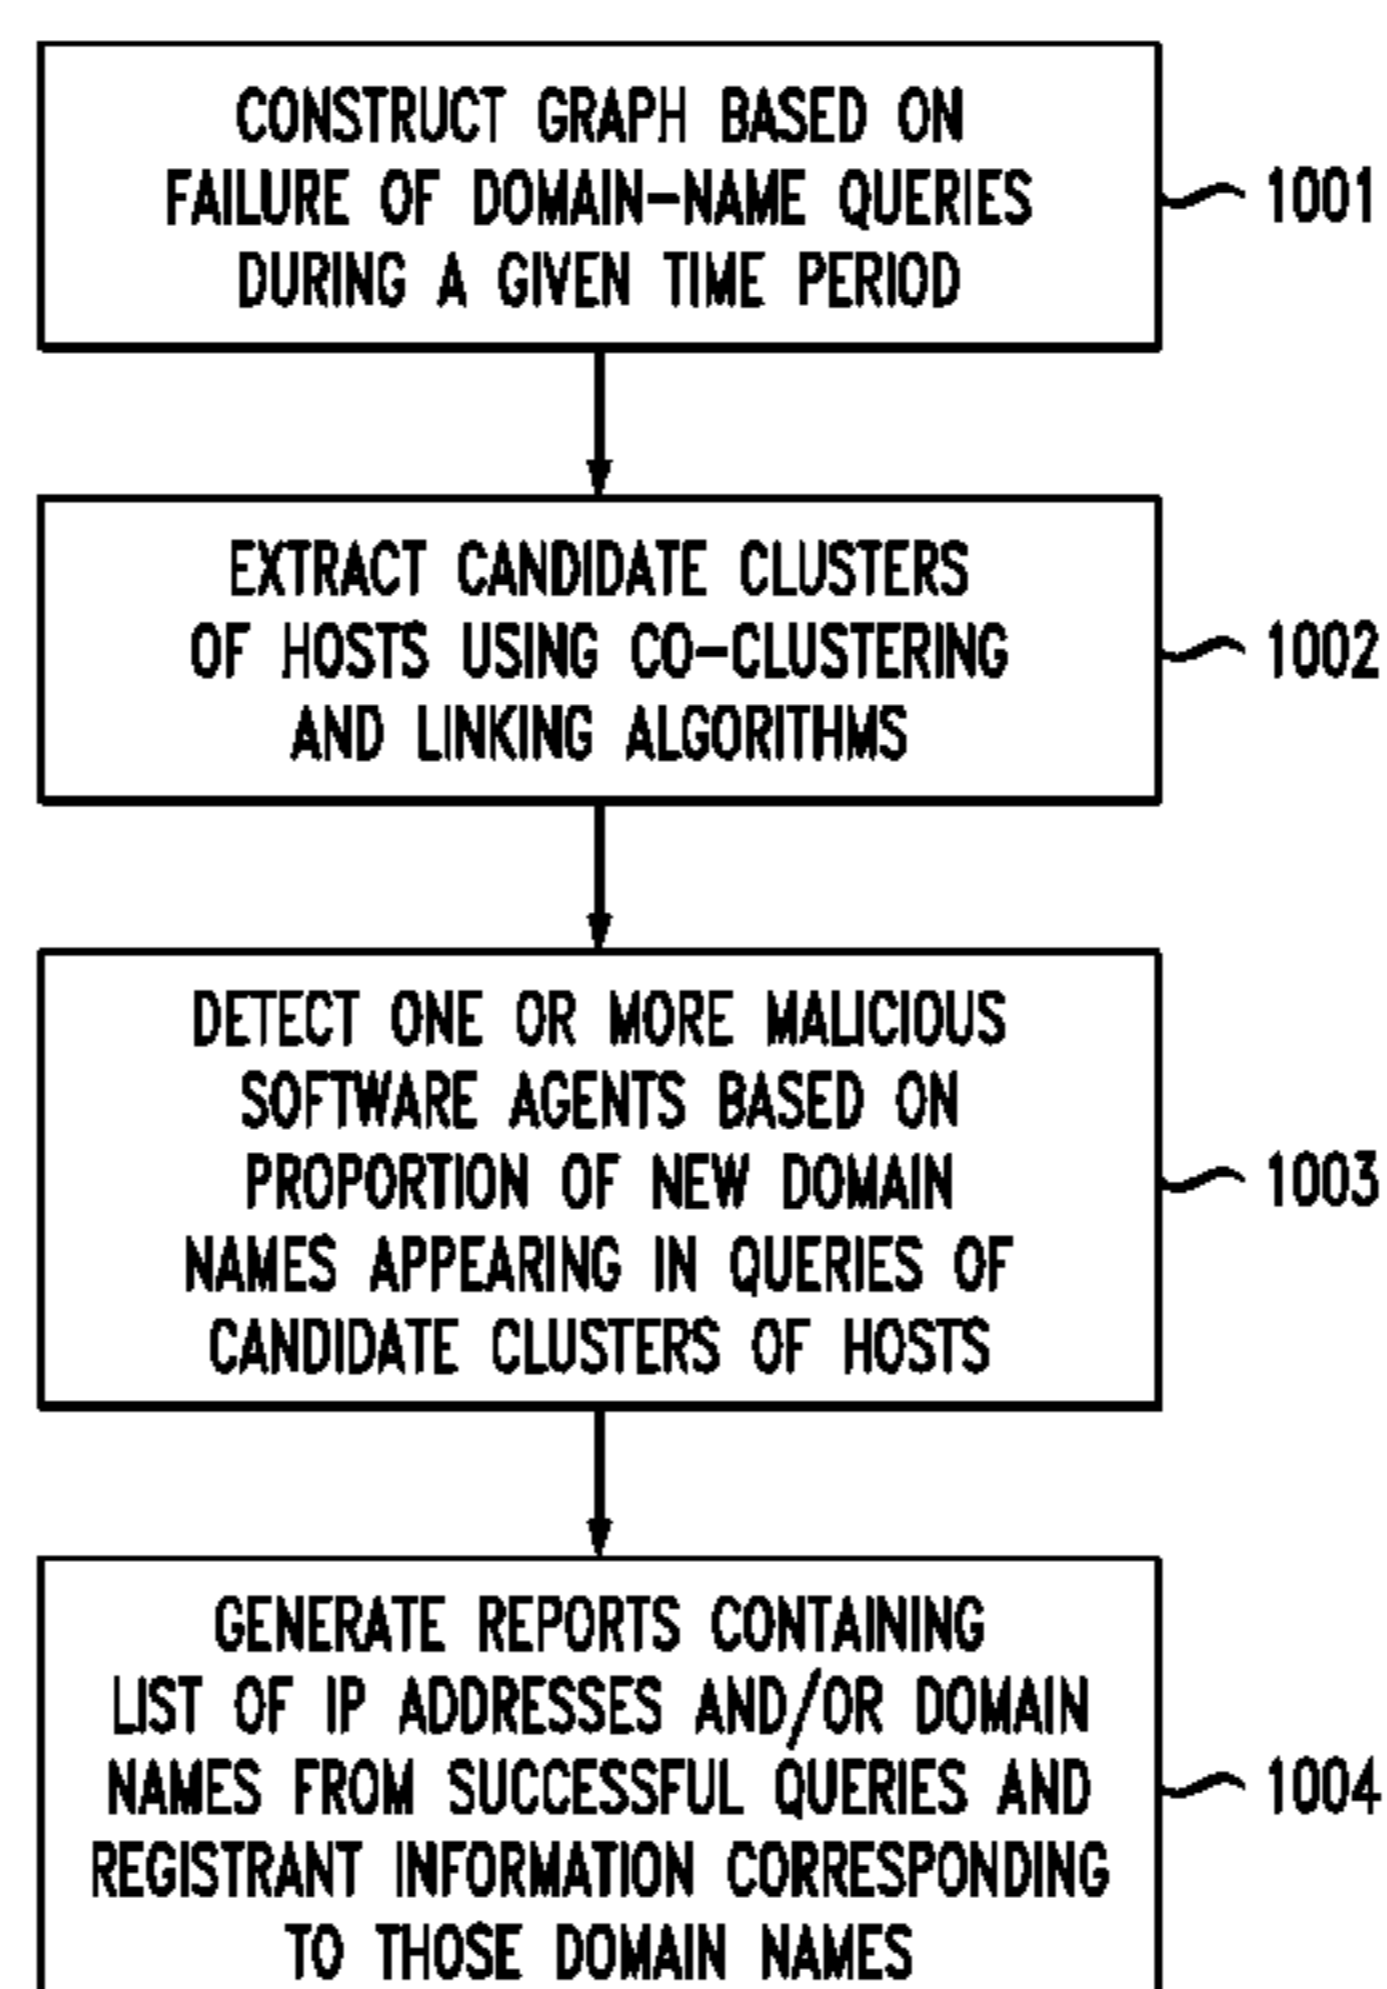 CONSTRUCT GRAPH BASED ON
FAILURE OF DOMAIN-NAME QUERIES
DURING A GIVEN TIME PERIOD
1001
EXTRACT CANDIDATE CLUSTERS
OF HOSTS USING CO-CLUSTERING
AND LINKING ALGORITHMS
1002
DETECT ONE OR MORE MALICIOUS
SOFTWARE AGENTS BASED ON
PROPORTION OF NEW DOMAIN
NAMES APPEARING IN QUERIES OF
CANDIDATE CLUSTERS OF HOSTS
1003
GENERATE REPORTS CONTAINING
LIST OF IP ADDRESSES AND/OR DOMAIN
NAMES FROM SUCCESSFUL QUERIES AND
REGISTRANT INFORMATION CORRESPONDING
TO THOSE DOMAIN NAMES
1004